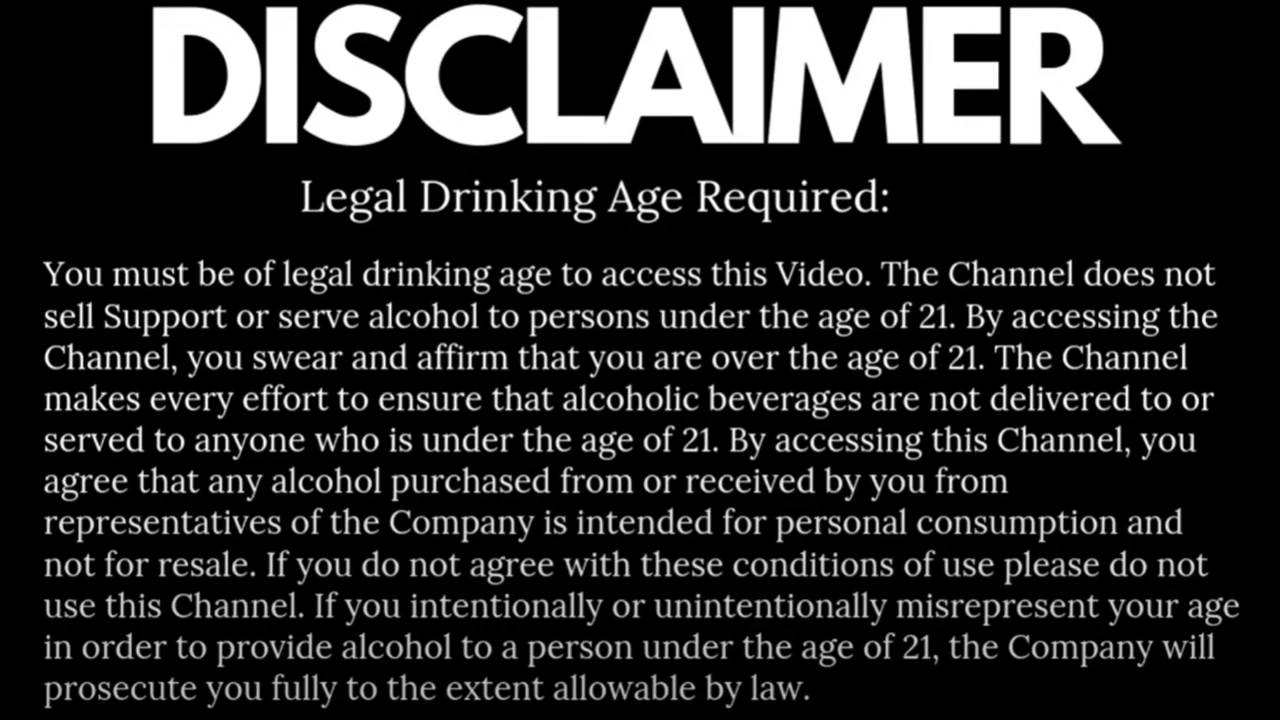 DISCLAIMER
Legal Drinking Age Required:
You must be of legal drinking age to access this Video. The Channel does not
sell Support or serve alcohol to persons under the age of 21. By accessing the
Channel, you swear and affirm that you are over the age of 21. The Channel
makes every effort to ensure that alcoholic beverages are not delivered to or
served to anyone who is under the age of 21. By accessing this Channel, you
agree that any alcohol purchased from or received by you from
representatives of the Company is intended for personal consumption and
not for resale. If you do not agree with these conditions of use please do not
use this Channel. If you intentionally or unintentionally misrepresent your age
in order to provide alcohol to a person under the age of 21, the Company will
prosecute you fully to the extent allowable by law.